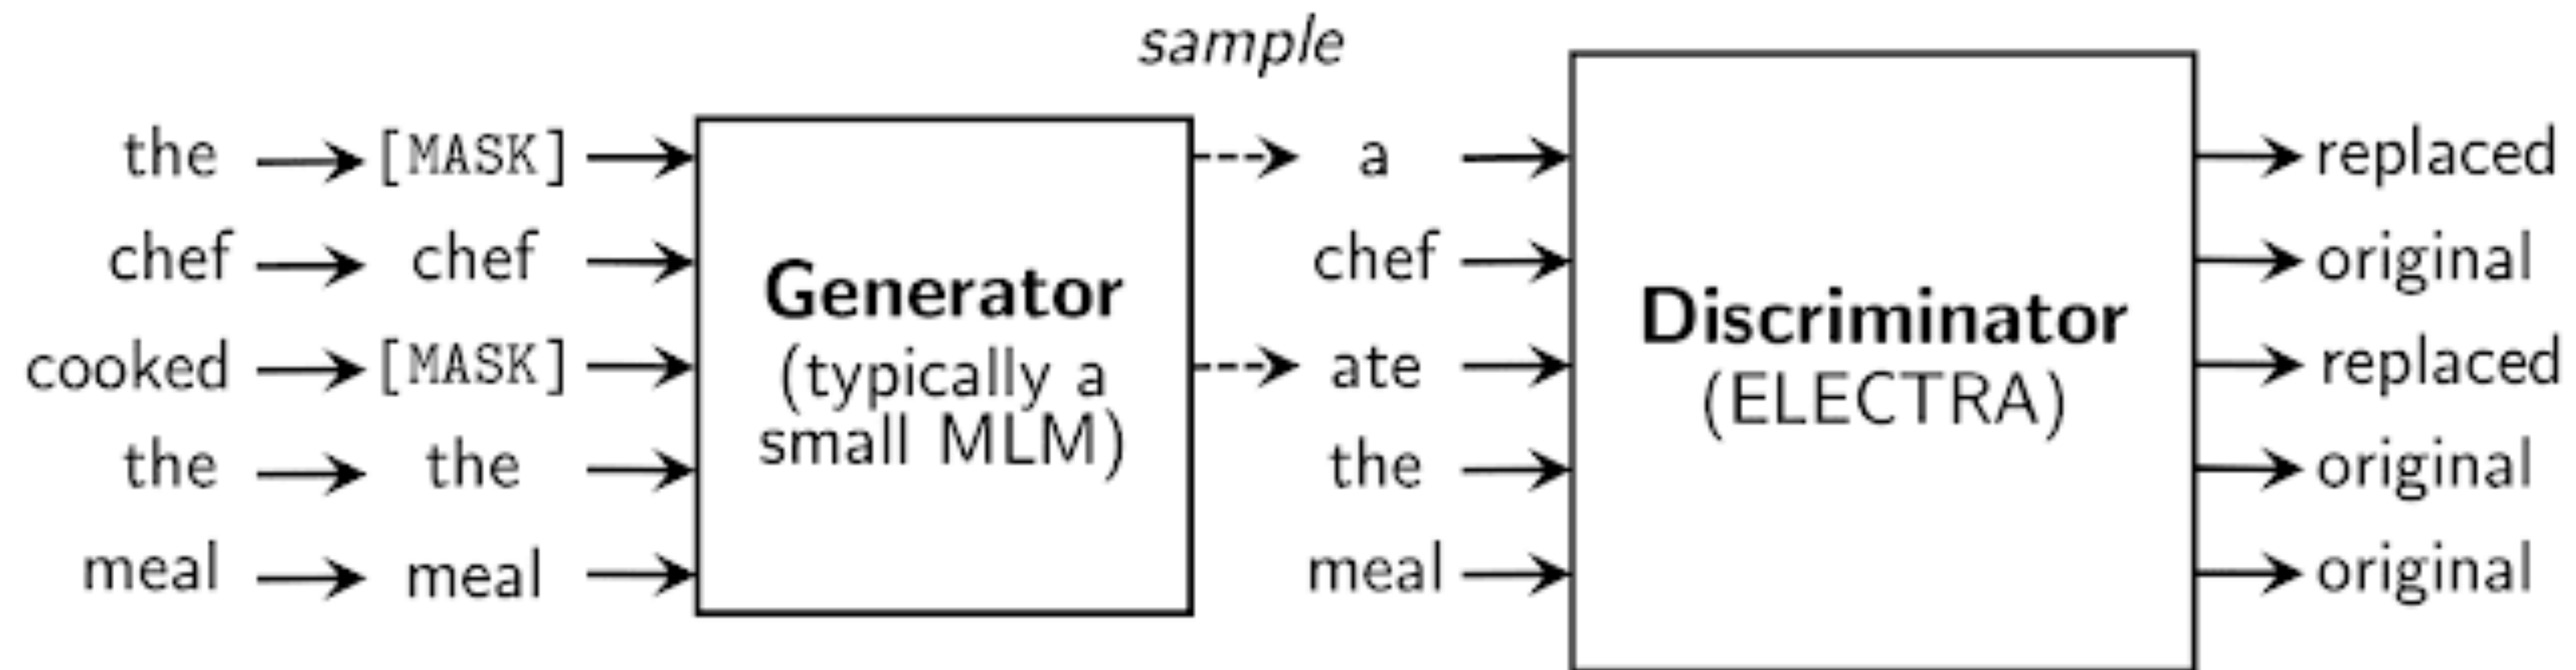 sample
the [MASK] a replaced
chef chef chef original
Generator
Discriminator
cooked [MASK] (typically a ate (ELECTRA) replaced
small MLM)
the the the original
meal meal meal original